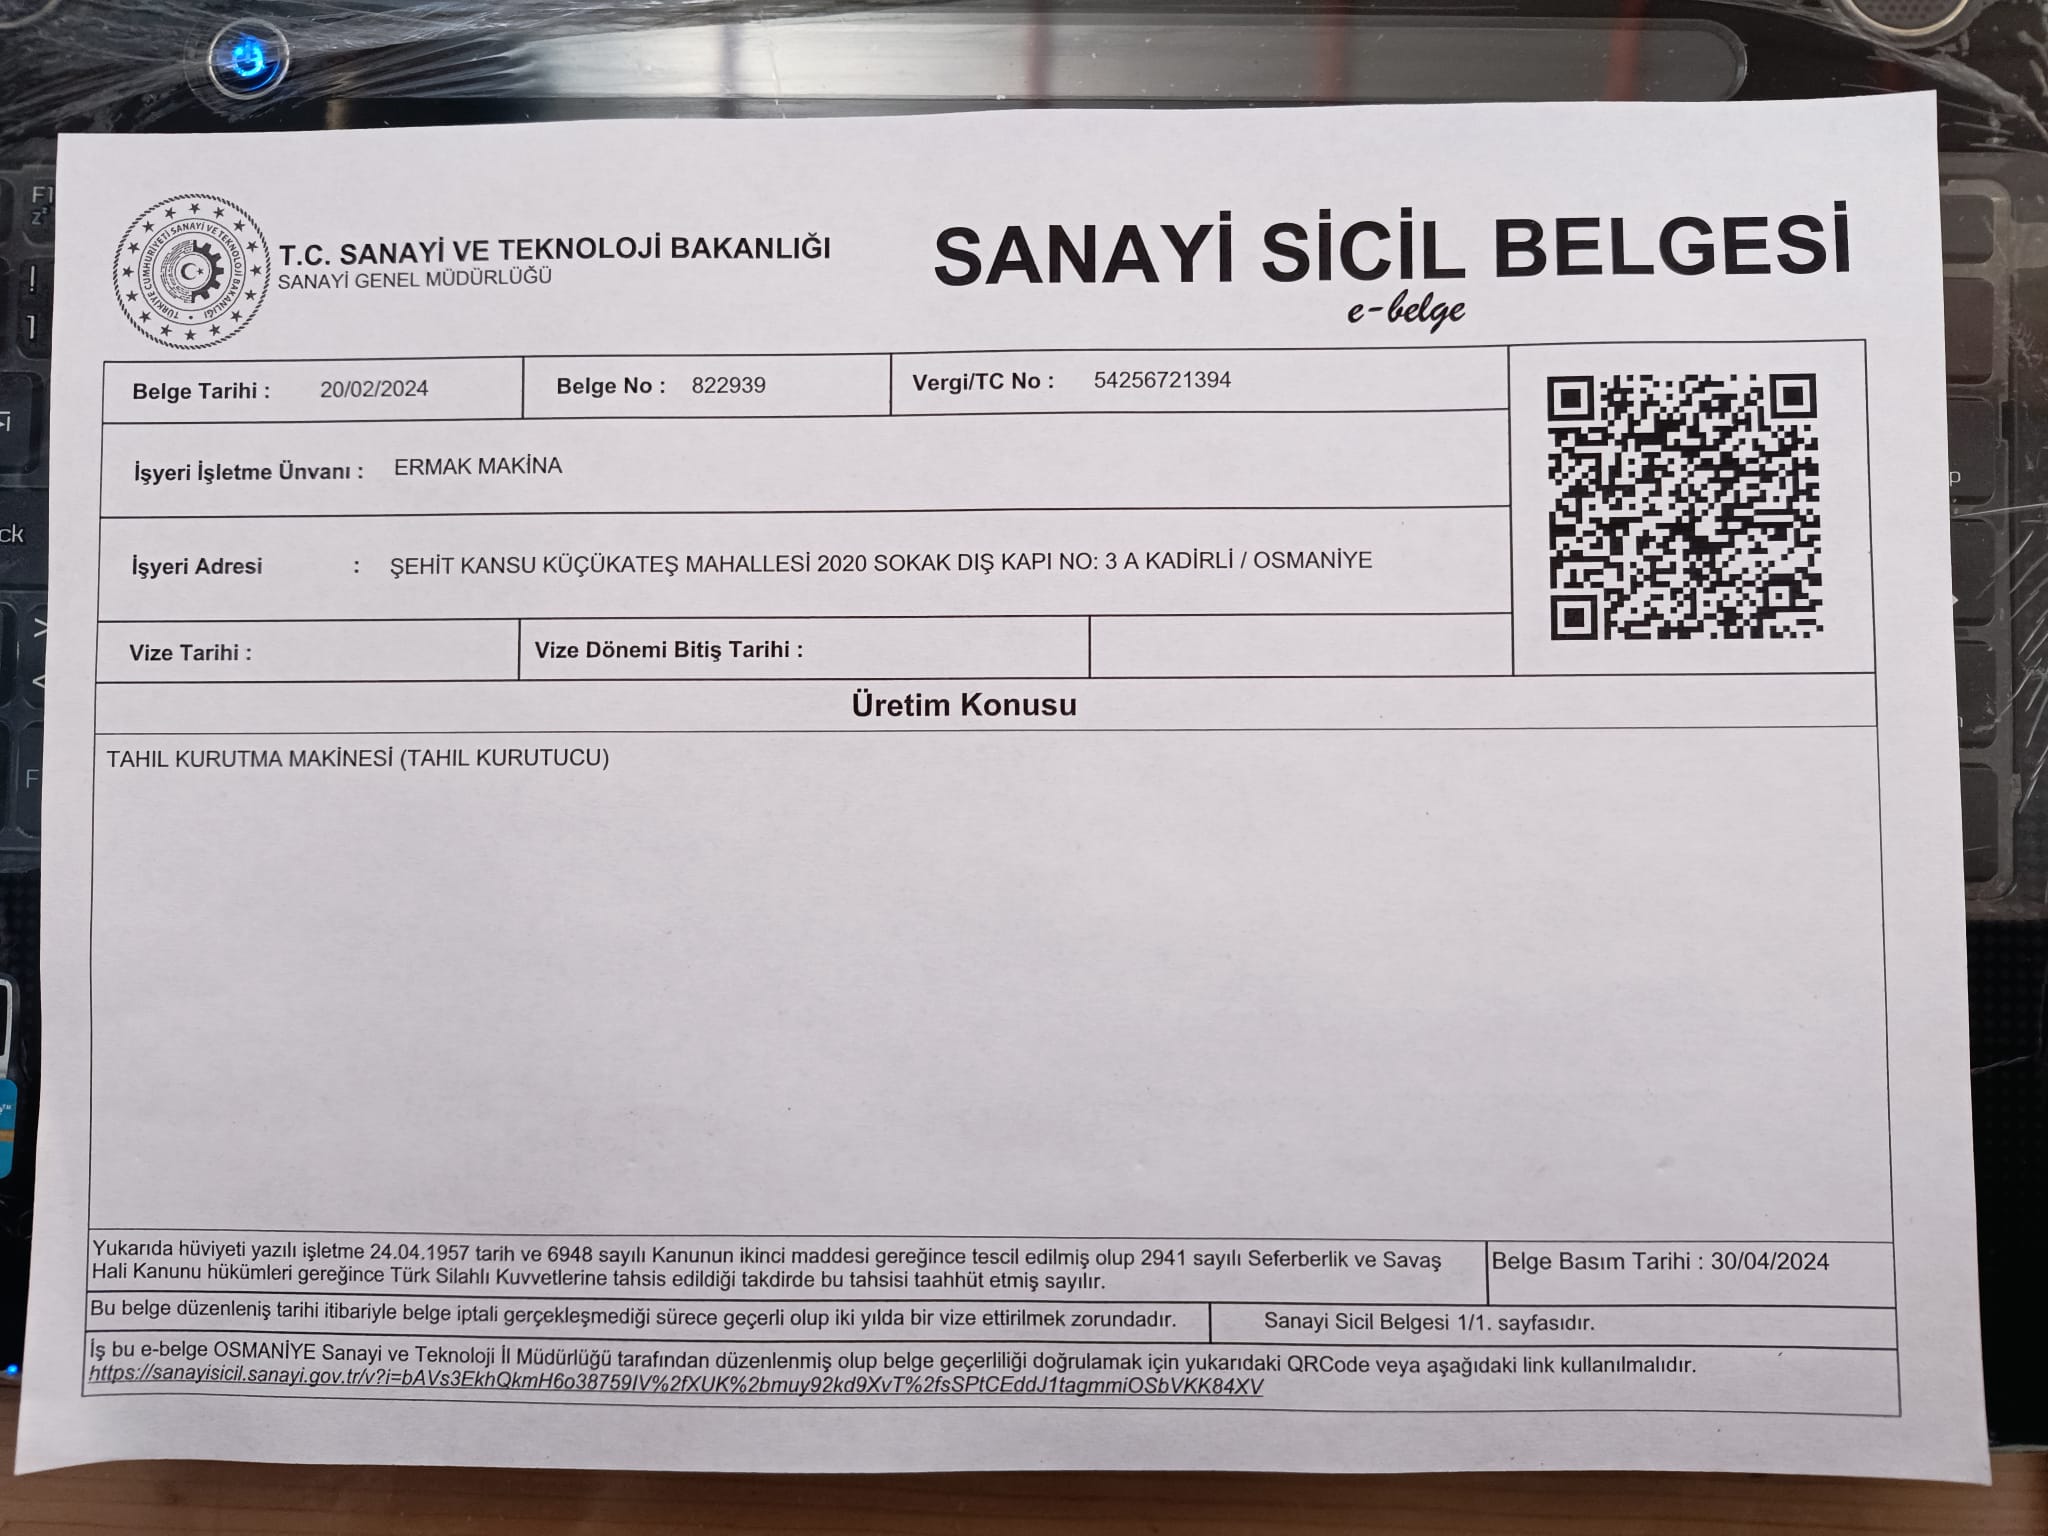 T.C. SANAYİ VE TEKNOLOJİ BAKANLIĞI
SANAYİ GENEL MÜDÜRLÜĞÜ
TÜRKİYE CUMHURİYETİ SANAYİ VE TEKNOLOJİ BAKANLIĞI
SANAYİ SİCİL BELGESİ
e-belge
Belge Tarihi : 20/02/2024
Belge No : 822939
Vergi/TC No : 54256721394
İşyeri İşletme Ünvanı : ERMAK MAKİNA
İşyeri Adresi : ŞEHİT KANSU KÜÇÜKATEŞ MAHALLESİ 2020 SOKAK DIŞ KAPI NO: 3 A KADİRLİ / OSMANİYE
Vize Tarihi :
Vize Dönemi Bitiş Tarihi :
Üretim Konusu
TAHIL KURUTMA MAKİNESİ (TAHIL KURUTUCU)
Yukarıda hüviyeti yazılı işletme 24.04.1957 tarih ve 6948 sayılı Kanunun ikinci maddesi gereğince tescil edilmiş olup 2941 sayılı Seferberlik ve Savaş
Hali Kanunu hükümleri gereğince Türk Silahlı Kuvvetlerine tahsis edildiği takdirde bu tahsisi taahhüt etmiş sayılır.
Belge Basım Tarihi : 30/04/2024
Bu belge düzenleniş tarihi itibariyle belge iptali gerçekleşmediği sürece geçerli olup iki yılda bir vize ettirilmek zorundadır.
Sanayi Sicil Belgesi 1/1. sayfasıdır.
İş bu e-belge OSMANİYE Sanayi ve Teknoloji İl Müdürlüğü tarafından düzenlenmiş olup belge geçerliliği doğrulamak için yukarıdaki QRCode veya aşağıdaki link kullanılmalıdır.
https://sanayisicil.sanayi.gov.tr/v?i=bAVs3EkhQkmH6o38759IV%2fXUK%2bmuy92kd9XvT%2fsSPtCEddJ1tagmmiOSbVKK84XV